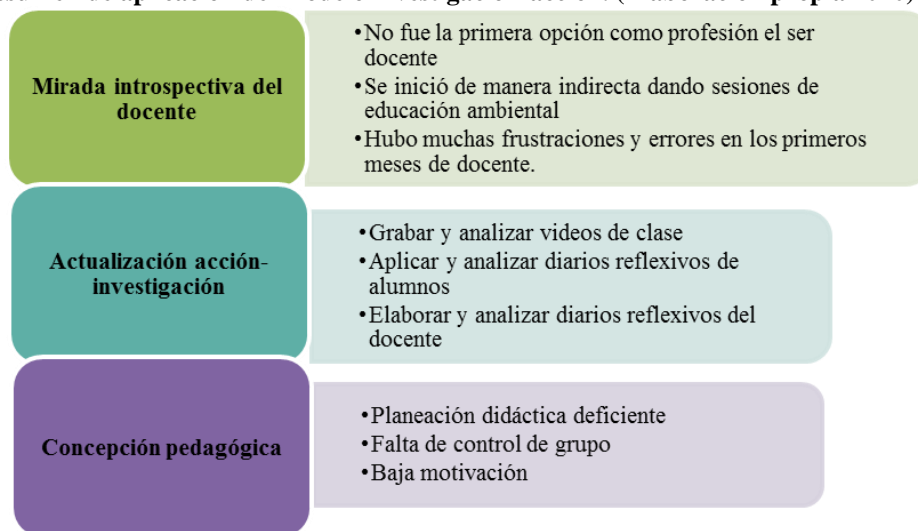 Mirada introspectiva del
docente
•No fue la primera opción como profesión el ser
docente
•Se inició de manera indirecta dando sesiones de
educación ambiental
•Hubo muchas frustraciones y errores en los primeros
meses de docente.
Actualización acción-
investigación
•Grabar y analizar videos de clase
•Aplicar y analizar diarios reflexivos de
alumnos
•Elaborar y analizar diarios reflexivos del
docente
Concepción pedagógica
•Planeación didáctica deficiente
•Falta de control de grupo
•Baja motivación